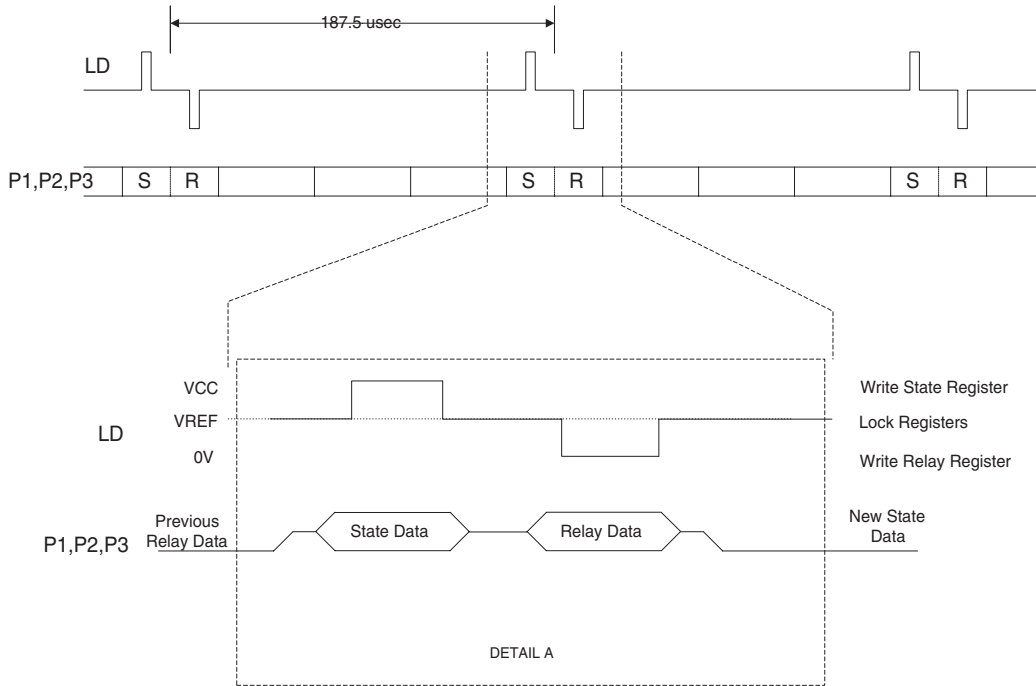 187.5 usec
LD
P1,P2,P3 S R S R S R
VCC Write State Register
VREF Lock Registers
LD
0V Write Relay Register
Previous
Relay Data
State Data Relay Data
New State
Data
P1,P2,P3
DETAIL A